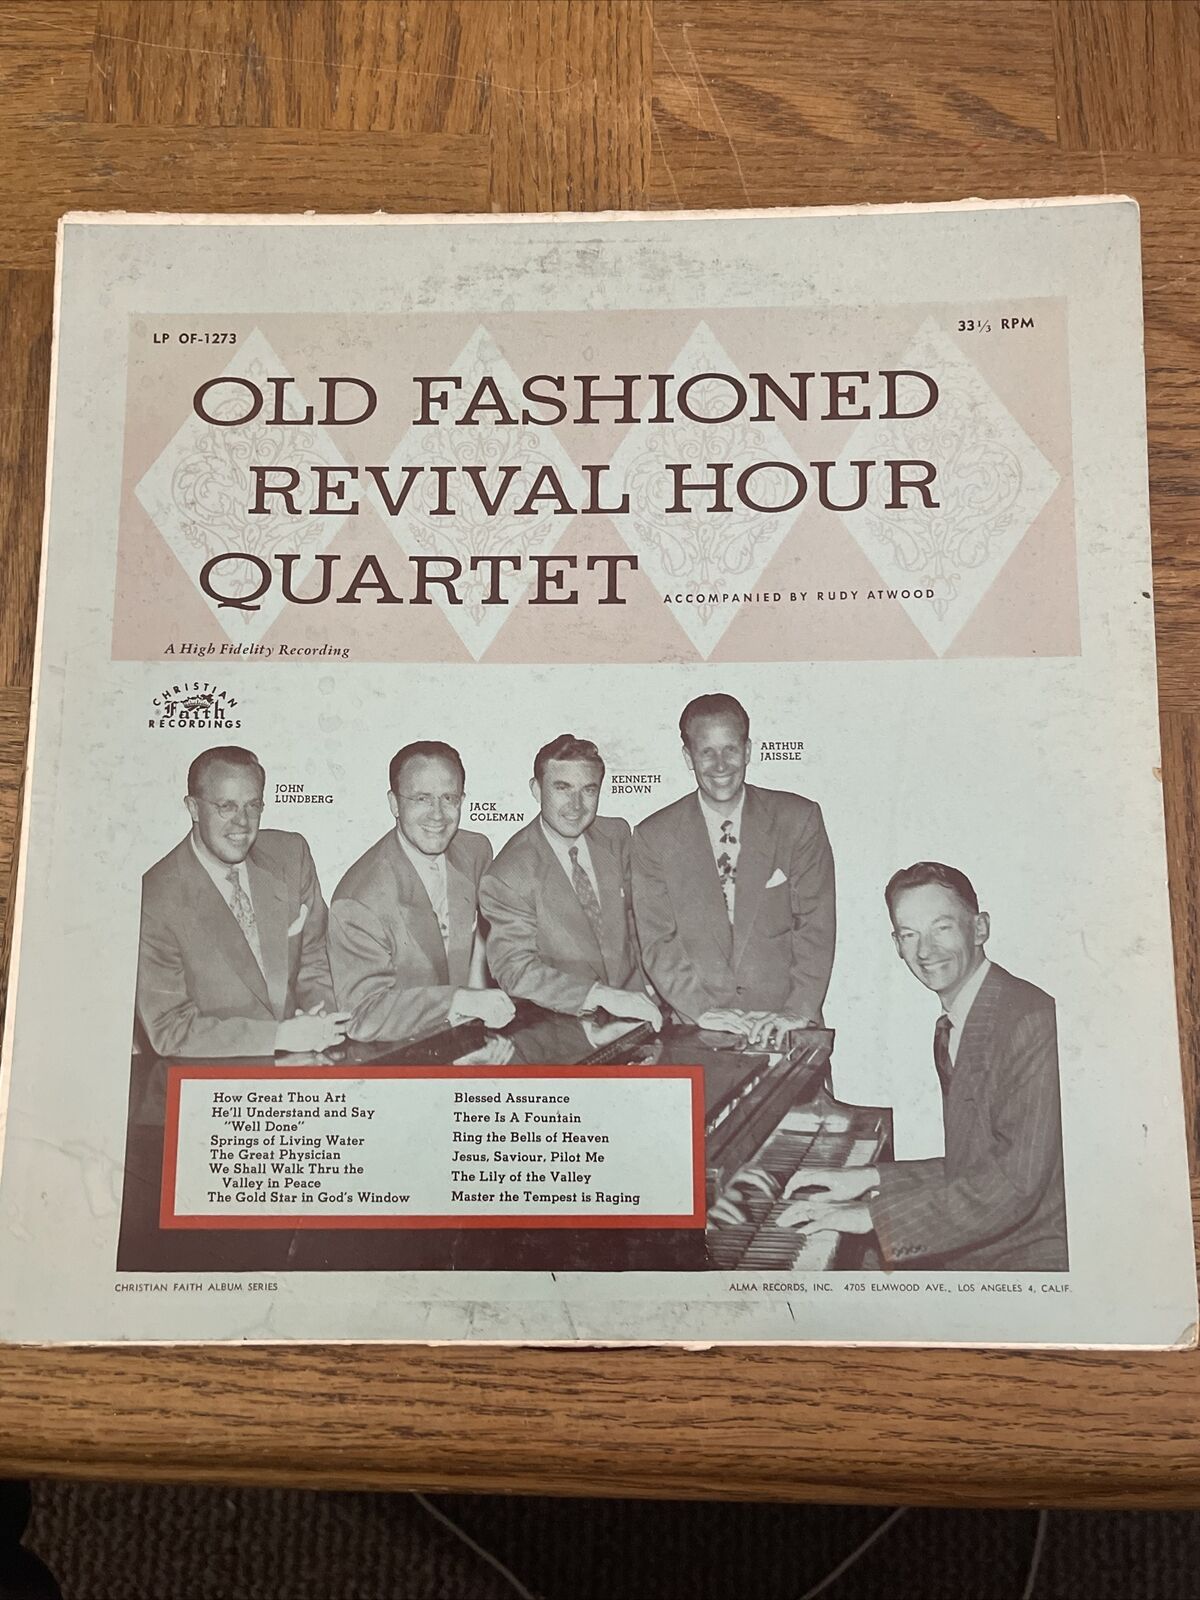 LP OF-1273
33 1/3 RPM
OLD FASHIONED
REVIVAL HOUR
QUARTET
ACCOMPANIED BY RUDY ATWOOD
A High Fidelity Recording
CHRISTIAN
Faith
RECORDINGS
JOHN
LUNDBERG
JACK
COLEMAN
KENNETH
BROWN
ARTHUR
JAISSLE
How Great Thou Art
He'll Understand and Say
"Well Done"
Springs of Living Water
The Great Physician
We Shall Walk Thru the
Valley in Peace
The Gold Star in God's Window
Blessed Assurance
There Is A Fountain
Ring the Bells of Heaven
Jesus, Saviour, Pilot Me
The Lily of the Valley
Master the Tempest is Raging
CHRISTIAN FAITH ALBUM SERIES
ALMA RECORDS, INC. 4705 ELMWOOD AVE., LOS ANGELES 4, CALIF.